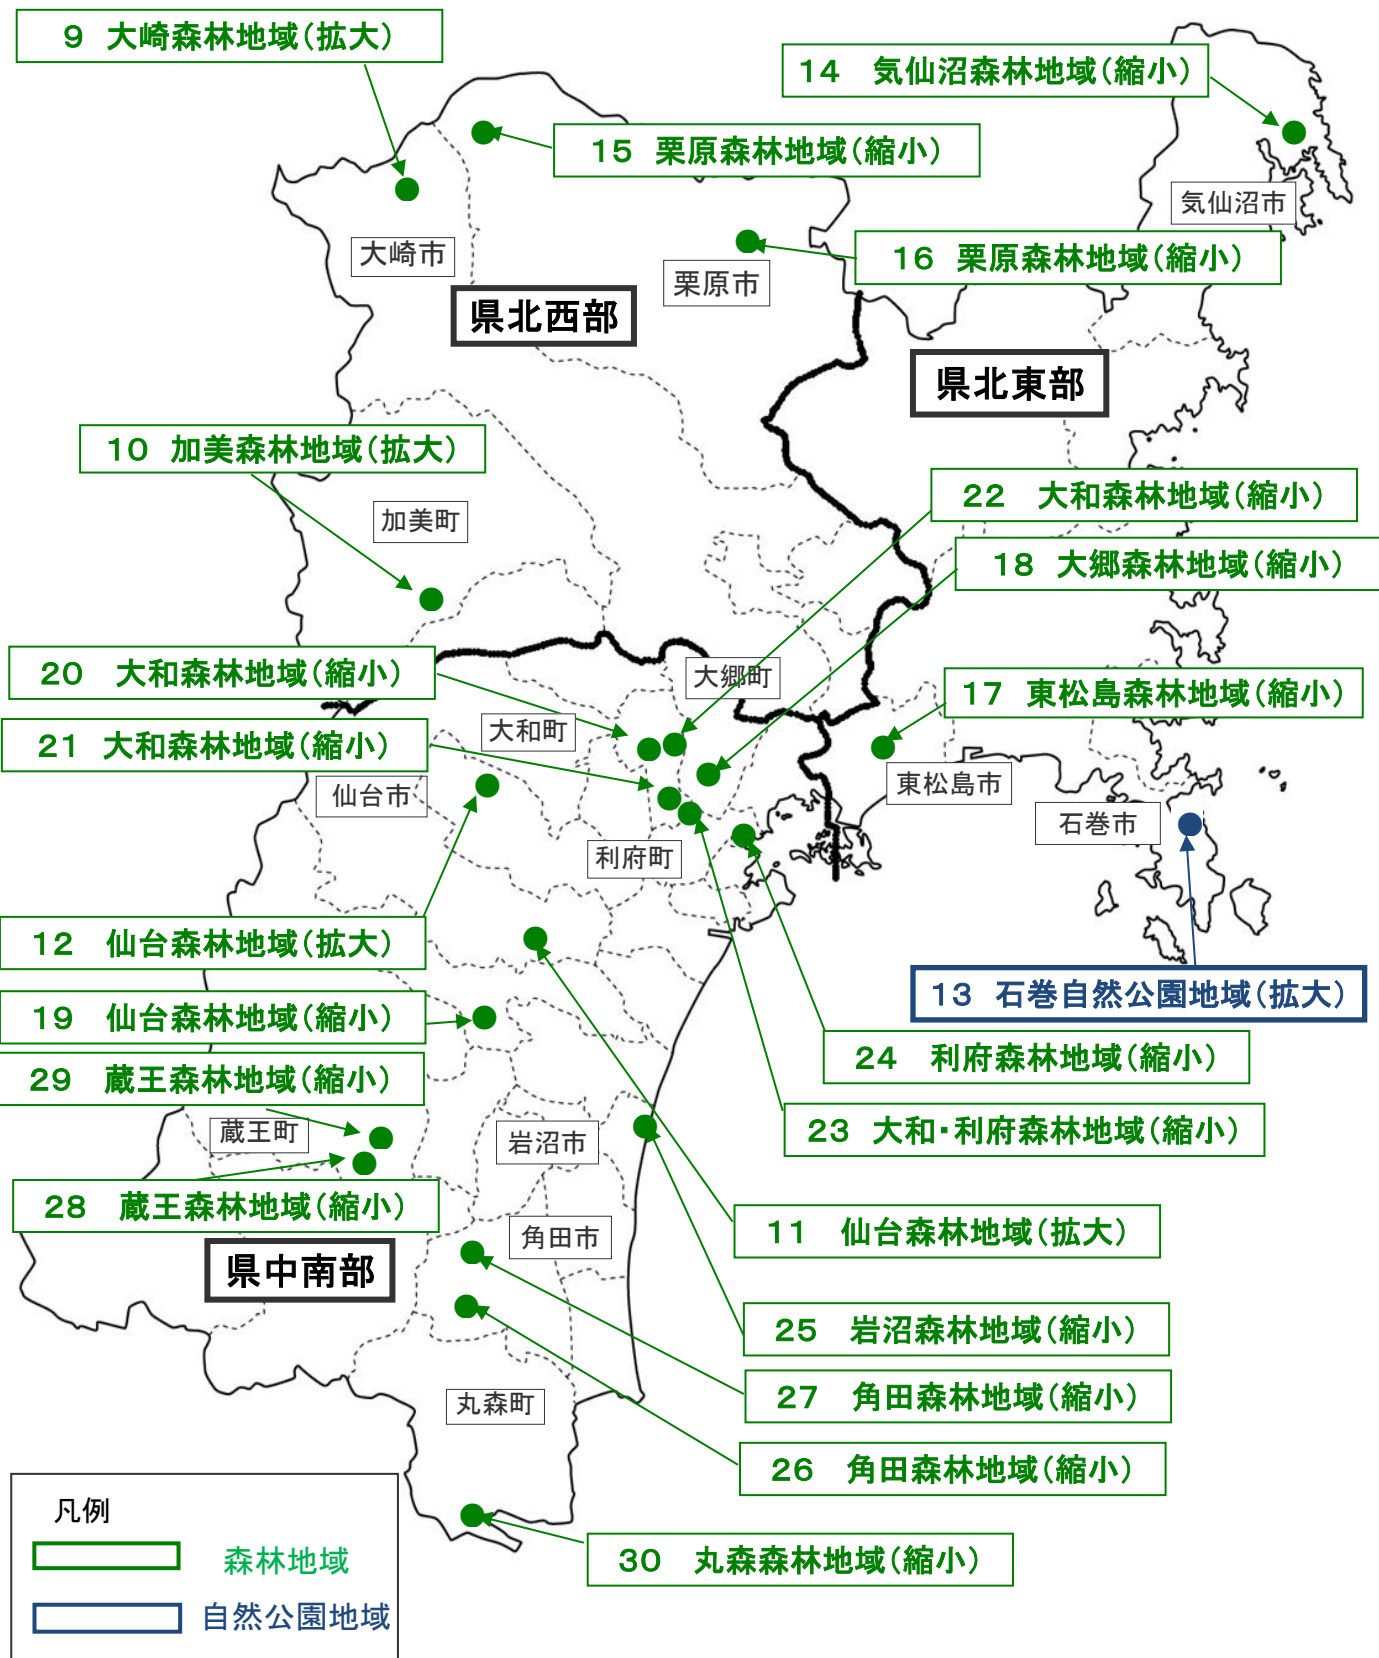 9　大崎森林地域（拡大）
14　気仙沼森林地域（縮小）
15　栗原森林地域（縮小）
気仙沼市
大崎市
16　栗原森林地域（縮小）
栗原市
県北西部
県北東部
10　加美森林地域（拡大）
22　大和森林地域（縮小）
加美町
18　大郷森林地域（縮小）
20　大和森林地域（縮小）
大郷町
17　東松島森林地域（縮小）
大和町
21　大和森林地域（縮小）
東松島市
仙台市
石巻市
利府町
12　仙台森林地域（拡大）
13　石巻自然公園地域（拡大）
19　仙台森林地域（縮小）
24　利府森林地域（縮小）
29　蔵王森林地域（縮小）
23　大和・利府森林地域（縮小）
蔵王町
岩沼市
28　蔵王森林地域（縮小）
11　仙台森林地域（拡大）
角田市
県中南部
25　岩沼森林地域（縮小）
27　角田森林地域（縮小）
丸森町
26　角田森林地域（縮小）
凡例
30　丸森森林地域（縮小）
森林地域
自然公園地域